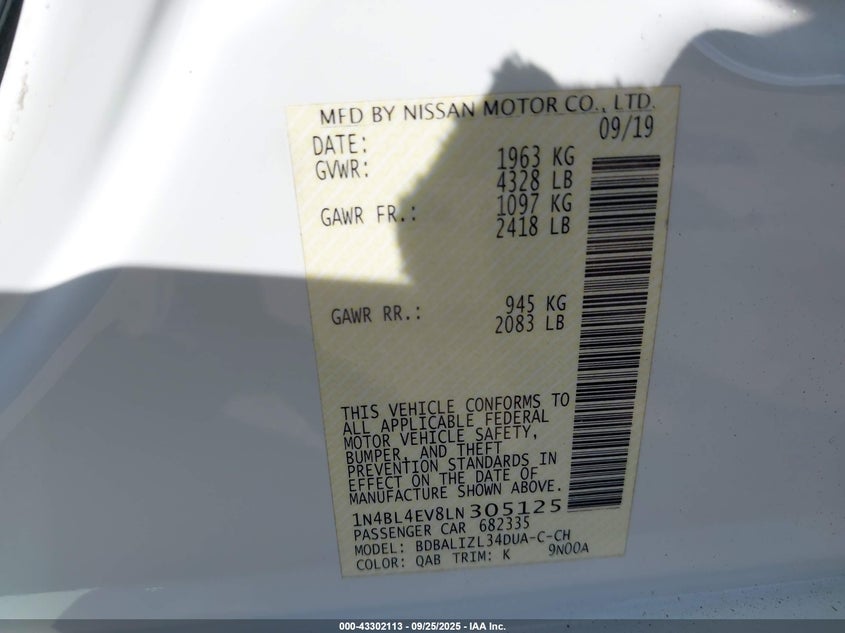 MFD BY NISSAN MOTOR CO., LTD.
DATE: 09/19
GVWR: 1963 KG
4328 LB
GAWR FR.: 1097 KG
2418 LB
GAWR RR.: 945 KG
2083 LB
THIS VEHICLE CONFORMS TO
ALL APPLICABLE FEDERAL
MOTOR VEHICLE SAFETY,
BUMPER, AND THEFT
PREVENTION STANDARDS IN
EFFECT ON THE DATE OF
MANUFACTURE SHOWN ABOVE.
1N4BL4EV8LN305125
PASSENGER CAR 682335
MODEL: BDBALIZL34DUA-C-CH
COLOR: QAB TRIM: K 9N00A
000-43302113 - 09/25/2025 - IAA Inc.